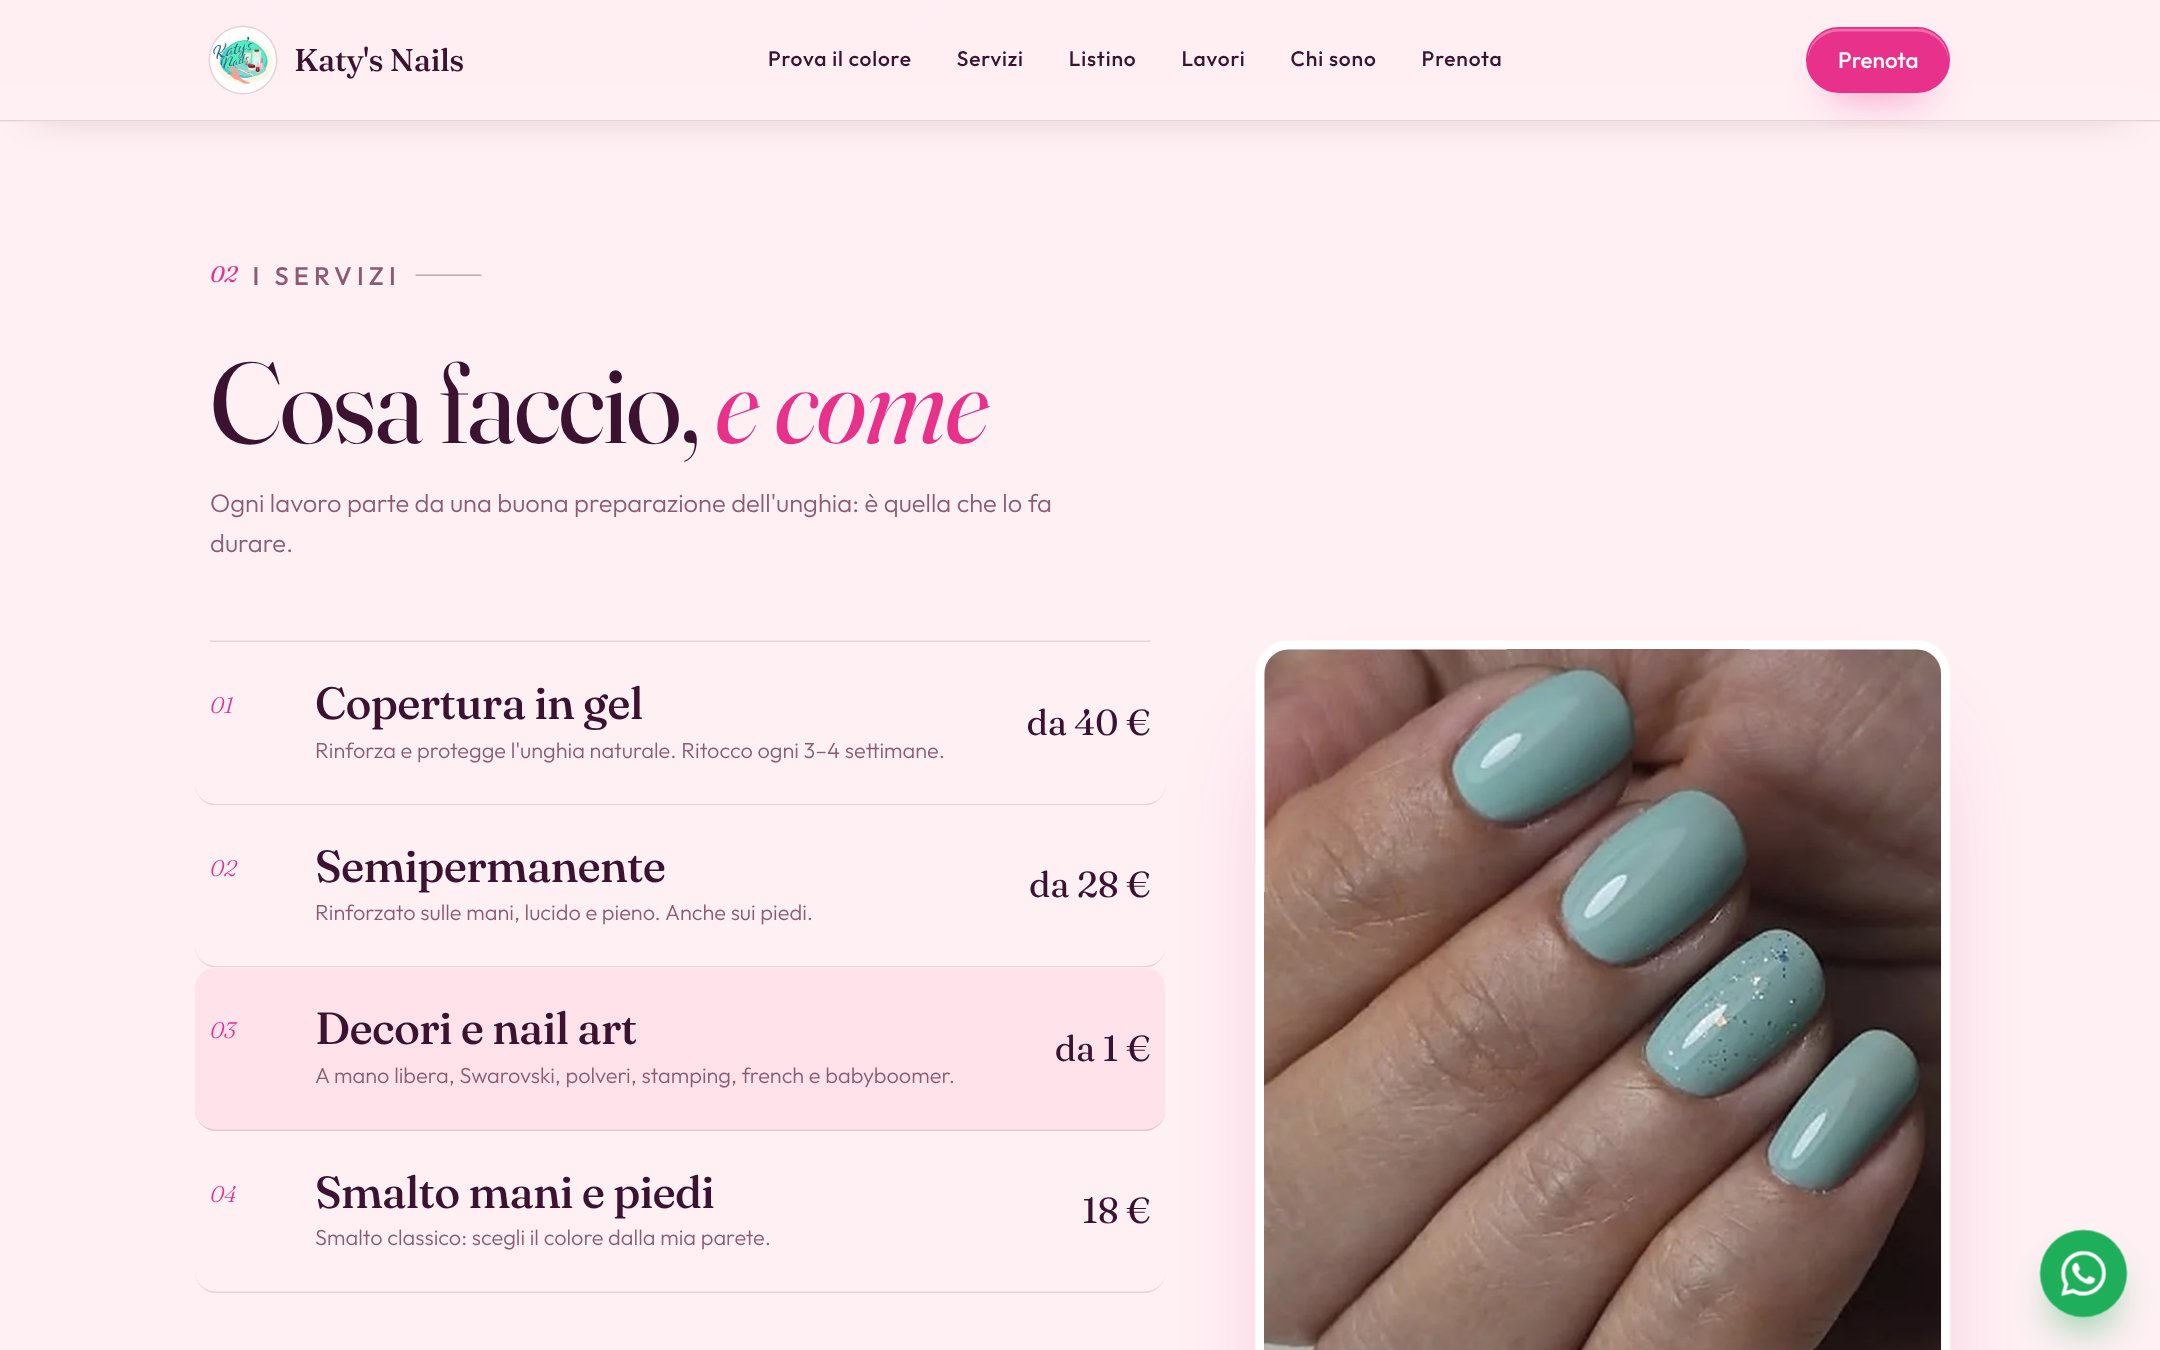 Katy's Nails
Katy's Nails
Prova il colore
Servizi
Listino
Lavori
Chi sono
Prenota
Prenota
02 I SERVIZI
Cosa faccio, e come
Ogni lavoro parte da una buona preparazione dell'unghia: è quella che lo fa
durare.
01
Copertura in gel
Rinforza e protegge l'unghia naturale. Ritocco ogni 3–4 settimane.
da 40 €
02
Semipermanente
Rinforzato sulle mani, lucido e pieno. Anche sui piedi.
da 28 €
03
Decori e nail art
A mano libera, Swarovski, polveri, stamping, french e babyboomer.
da 1 €
04
Smalto mani e piedi
Smalto classico: scegli il colore dalla mia parete.
18 €